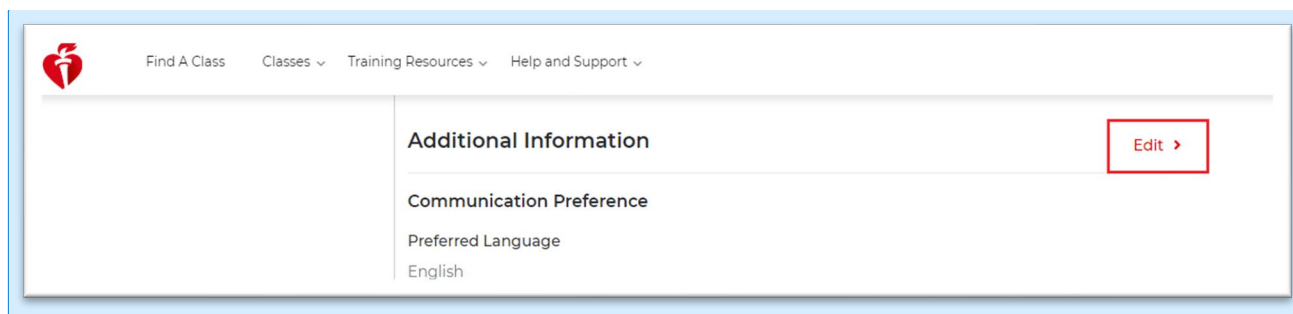 Find A Class Classes Training Resources Help and Support
Additional Information
Edit >
Communication Preference
Preferred Language
English